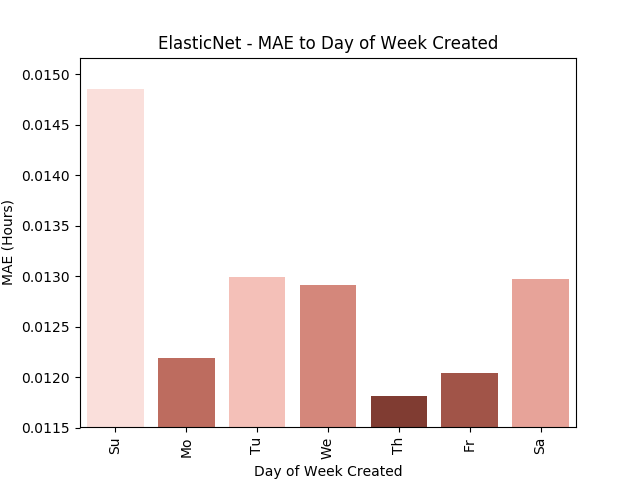 ElasticNet - MAE to Day of Week Created
0.0150
0.0145
0.0140
0.0135
0.0130
0.0125
0.0120
0.0115
MAE (Hours)
Su
Mo
Tu
We
Th
Fr
Sa
Day of Week Created